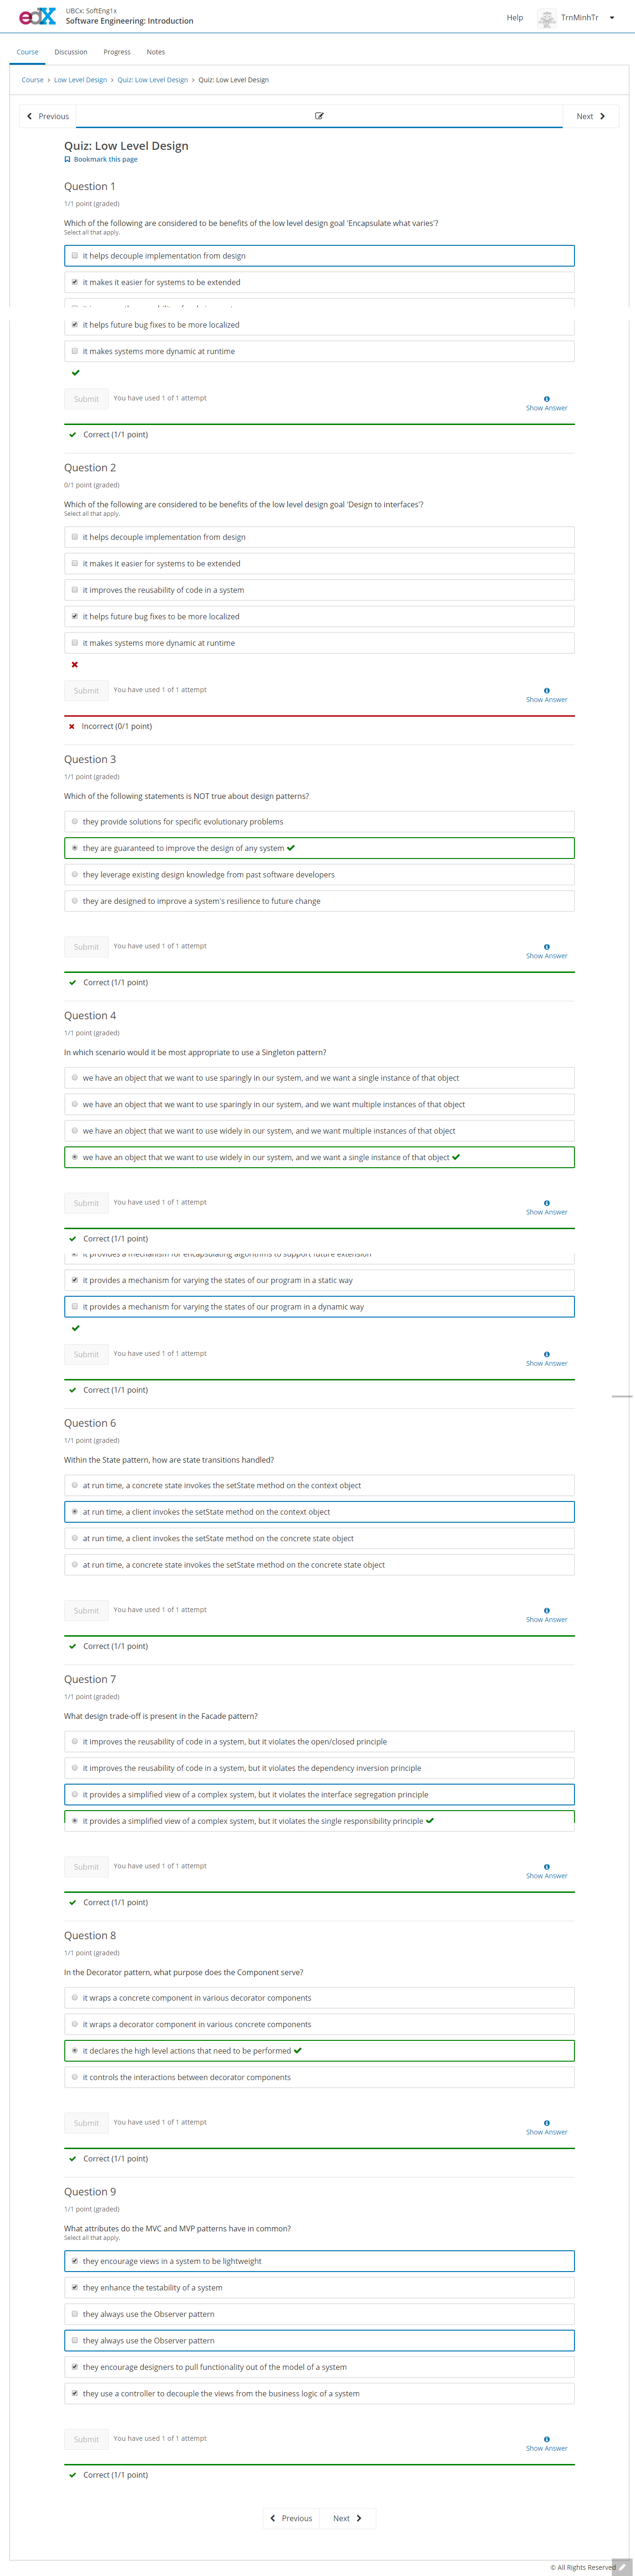 edX
UBCx: SoftEng1x
Software Engineering: Introduction
Help
TrnMinhTr
Course Discussion Progress Notes
Course > Low Level Design > Quiz: Low Level Design > Quiz: Low Level Design
Previous
Next
Quiz: Low Level Design
Bookmark this page
Question 1
1/1 point (graded)
Which of the following are considered to be benefits of the low level design goal 'Encapsulate what varies'?
Select all that apply.
it helps decouple implementation from design
it makes it easier for systems to be extended
it helps future bug fixes to be more localized
it makes systems more dynamic at runtime
Submit
You have used 1 of 1 attempt
Show Answer
Correct (1/1 point)
Question 2
0/1 point (graded)
Which of the following are considered to be benefits of the low level design goal 'Design to interfaces'?
Select all that apply.
it helps decouple implementation from design
it makes it easier for systems to be extended
it improves the reusability of code in a system
it helps future bug fixes to be more localized
it makes systems more dynamic at runtime
Submit
You have used 1 of 1 attempt
Show Answer
Incorrect (0/1 point)
Question 3
1/1 point (graded)
Which of the following statements is NOT true about design patterns?
they provide solutions for specific evolutionary problems
they are guaranteed to improve the design of any system
they leverage existing design knowledge from past software developers
they are designed to improve a system's resilience to future change
Submit
You have used 1 of 1 attempt
Show Answer
Correct (1/1 point)
Question 4
1/1 point (graded)
In which scenario would it be most appropriate to use a Singleton pattern?
we have an object that we want to use sparingly in our system, and we want a single instance of that object
we have an object that we want to use sparingly in our system, and we want multiple instances of that object
we have an object that we want to use widely in our system, and we want multiple instances of that object
we have an object that we want to use widely in our system, and we want a single instance of that object
Submit
You have used 1 of 1 attempt
Show Answer
Correct (1/1 point)
it provides a mechanism for encapsulating algorithms to support future extension
it provides a mechanism for varying the states of our program in a static way
it provides a mechanism for varying the states of our program in a dynamic way
Submit
You have used 1 of 1 attempt
Show Answer
Correct (1/1 point)
Question 6
1/1 point (graded)
Within the State pattern, how are state transitions handled?
at run time, a concrete state invokes the setState method on the context object
at run time, a client invokes the setState method on the context object
at run time, a client invokes the setState method on the concrete state object
at run time, a concrete state invokes the setState method on the concrete state object
Submit
You have used 1 of 1 attempt
Show Answer
Correct (1/1 point)
Question 7
1/1 point (graded)
What design trade-off is present in the Facade pattern?
it improves the reusability of code in a system, but it violates the open/closed principle
it improves the reusability of code in a system, but it violates the dependency inversion principle
it provides a simplified view of a complex system, but it violates the interface segregation principle
it provides a simplified view of a complex system, but it violates the single responsibility principle
Submit
You have used 1 of 1 attempt
Show Answer
Correct (1/1 point)
Question 8
1/1 point (graded)
In the Decorator pattern, what purpose does the Component serve?
it wraps a concrete component in various decorator components
it wraps a decorator component in various concrete components
it declares the high level actions that need to be performed
it controls the interactions between decorator components
Submit
You have used 1 of 1 attempt
Show Answer
Correct (1/1 point)
Question 9
1/1 point (graded)
What attributes do the MVC and MVP patterns have in common?
Select all that apply.
they encourage views in a system to be lightweight
they enhance the testability of a system
they always use the Observer pattern
they always use the Observer pattern
they encourage designers to pull functionality out of the model of a system
they use a controller to decouple the views from the business logic of a system
Submit
You have used 1 of 1 attempt
Show Answer
Correct (1/1 point)
Previous
Next
© All Rights Reserved